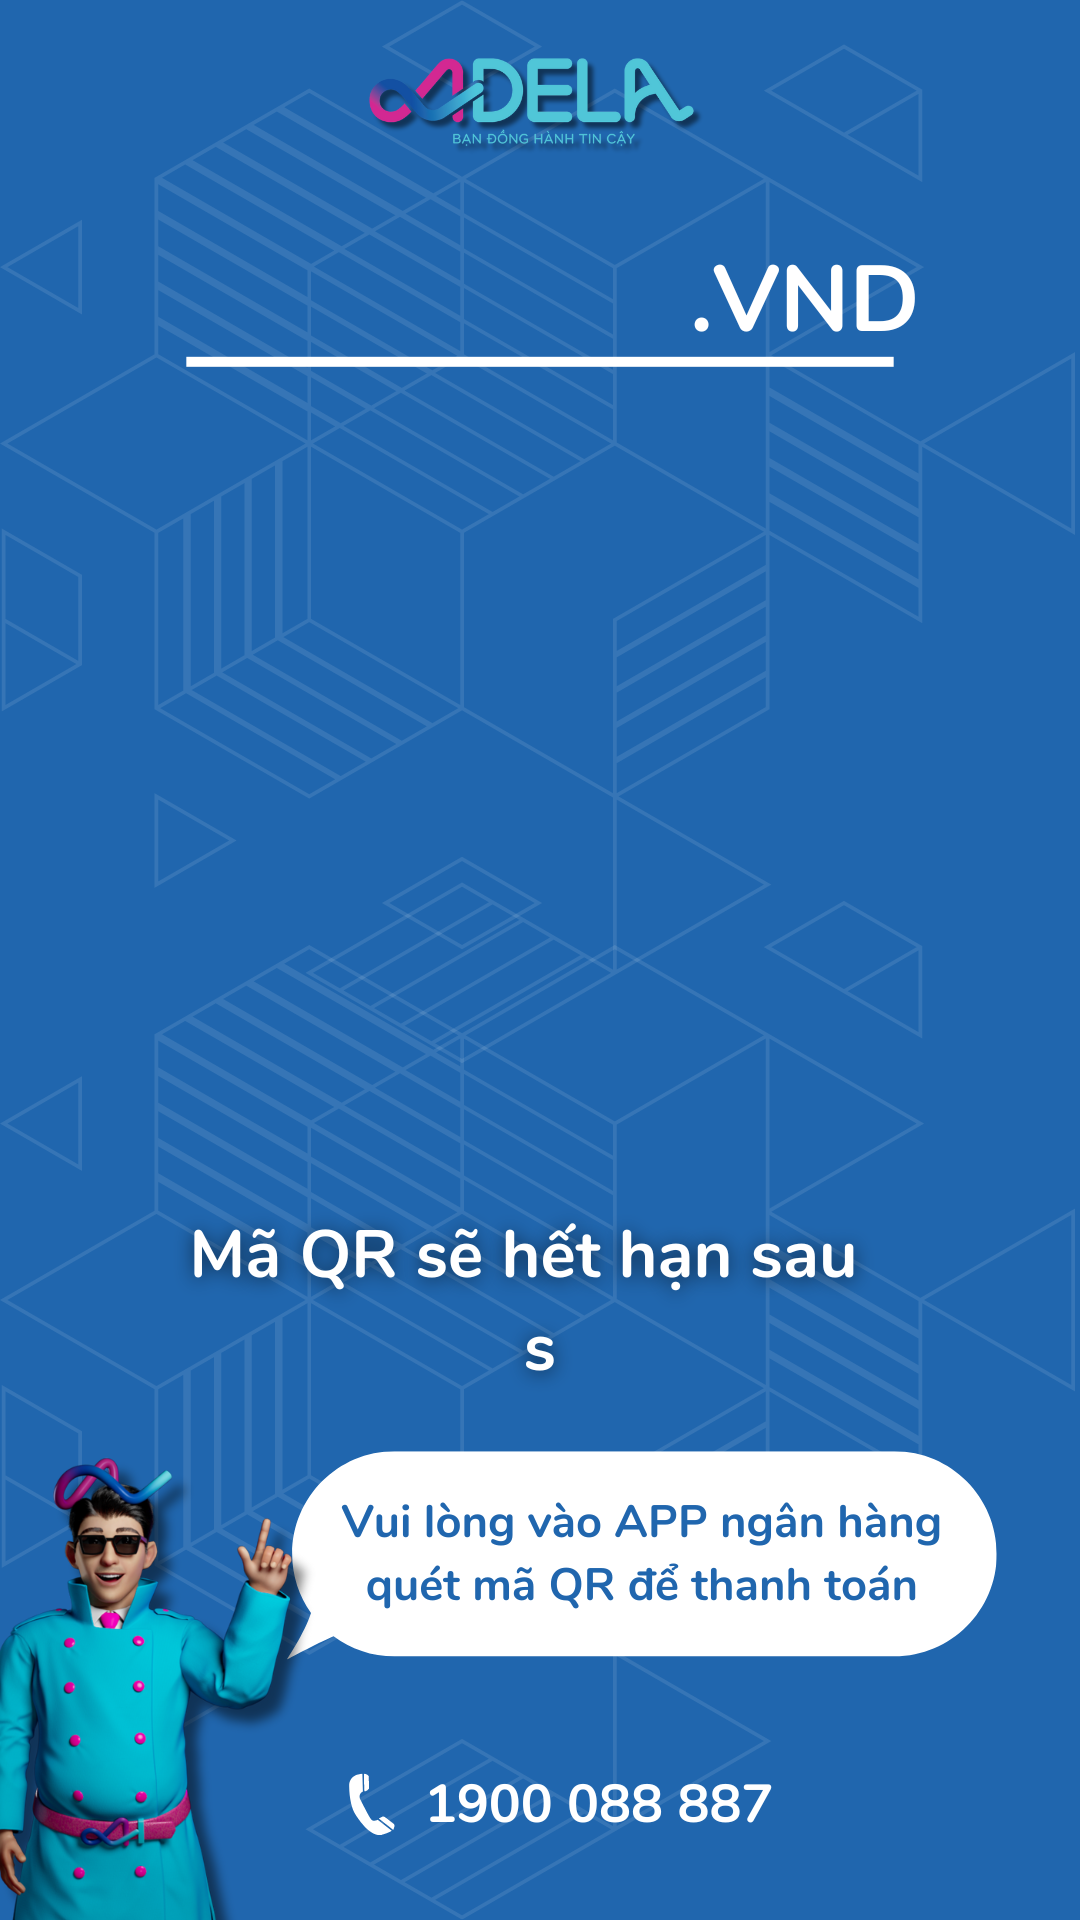 ADELA
BẠN ĐỒNG HÀNH TIN CẬY
.VND
Mã QR sẽ hết hạn sau
s
Vui lòng vào APP ngân hàng
quét mã QR để thanh toán
1900 088 887